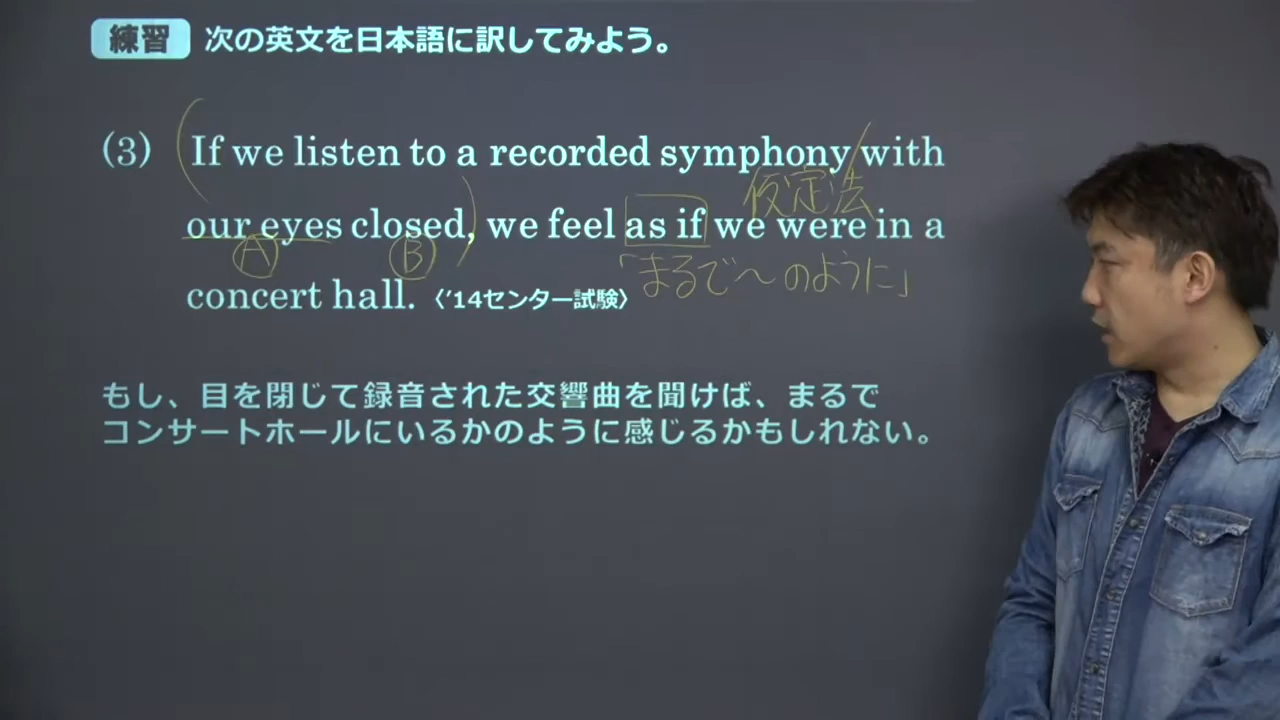 練習 次の英文を日本語に訳してみよう。
(3) If we listen to a recorded symphony with
仮定法
our eyes closed, we feel as if we were in a
A B 「まるで〜のように」
concert hall. 〈'14センター試験〉
もし、目を閉じて録音された交響曲を聞けば、まるで
コンサートホールにいるかのように感じるかもしれない。